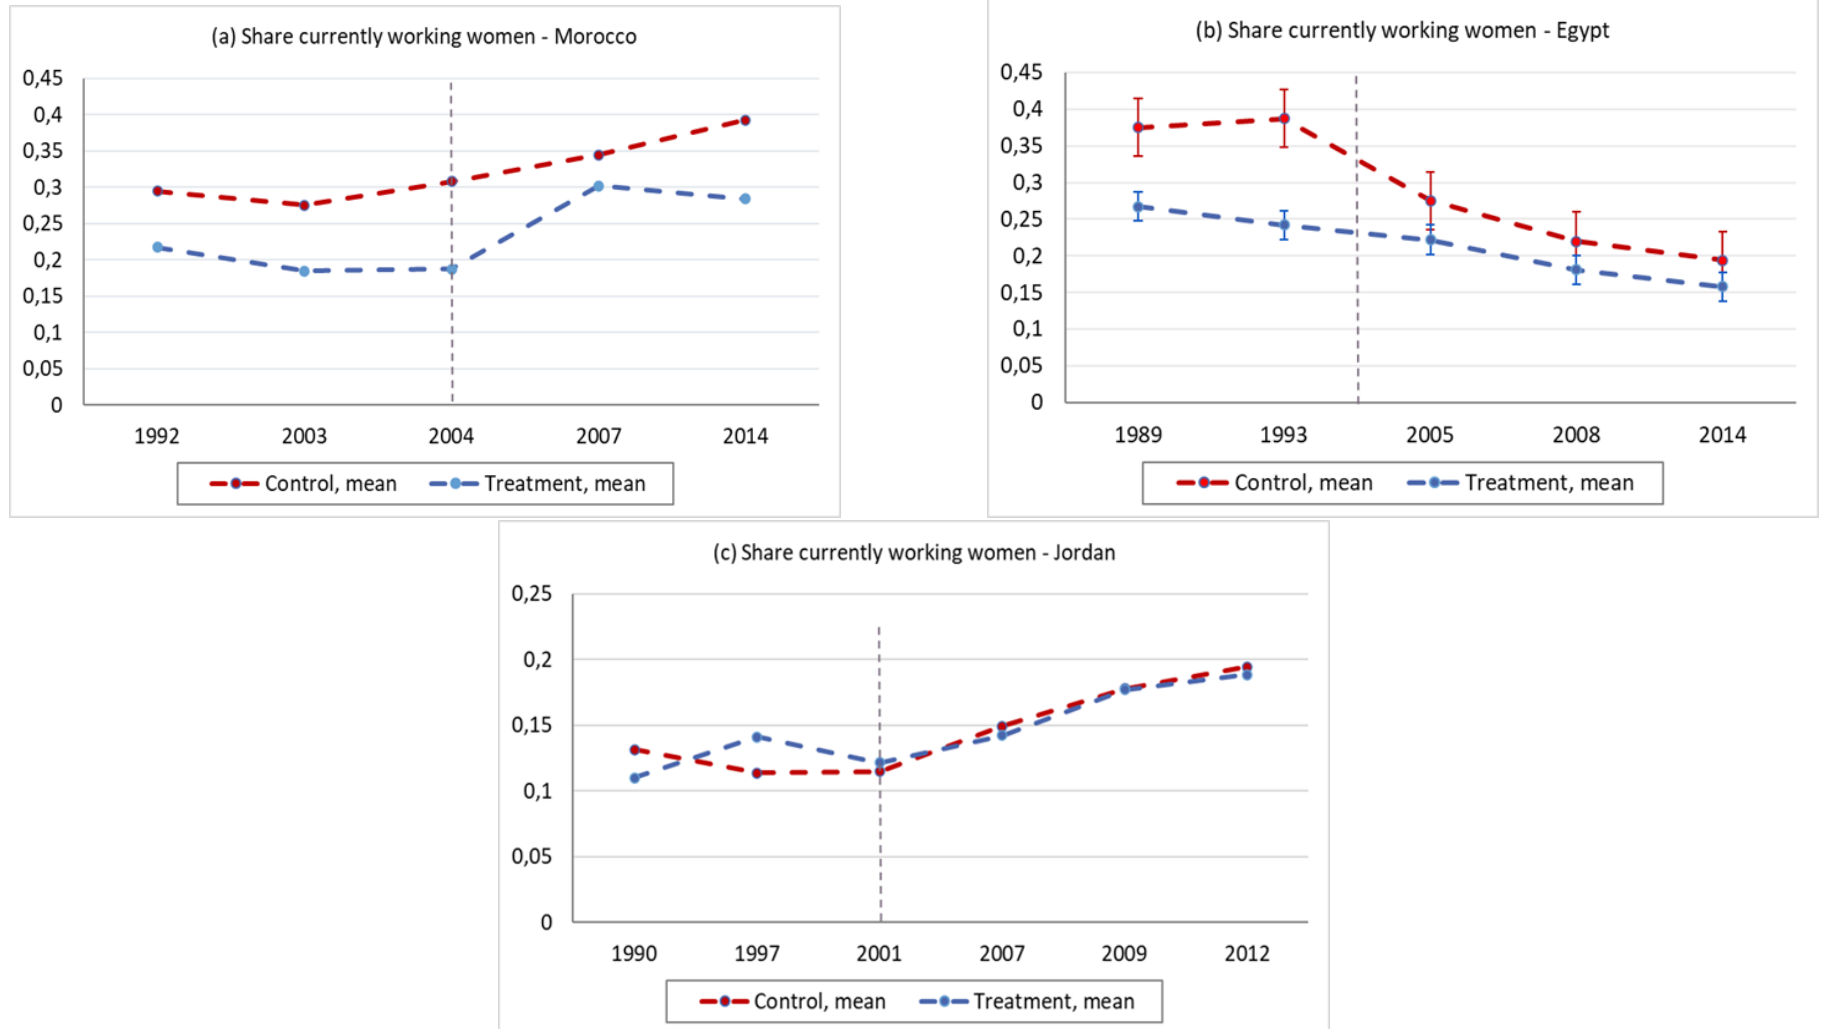 (a) Share currently working women - Morocco
0,45
0,4
0,35
0,3
0,25
0,2
0,15
0,1
0,05
0
1992 2003 2004 2007 2014
Control, mean Treatment, mean
(b) Share currently working women - Egypt
0,45
0,4
0,35
0,3
0,25
0,2
0,15
0,1
0,05
0
1989 1993 2005 2008 2014
Control, mean Treatment, mean
(c) Share currently working women - Jordan
0,25
0,2
0,15
0,1
0,05
0
1990 1997 2001 2007 2009 2012
Control, mean Treatment, mean